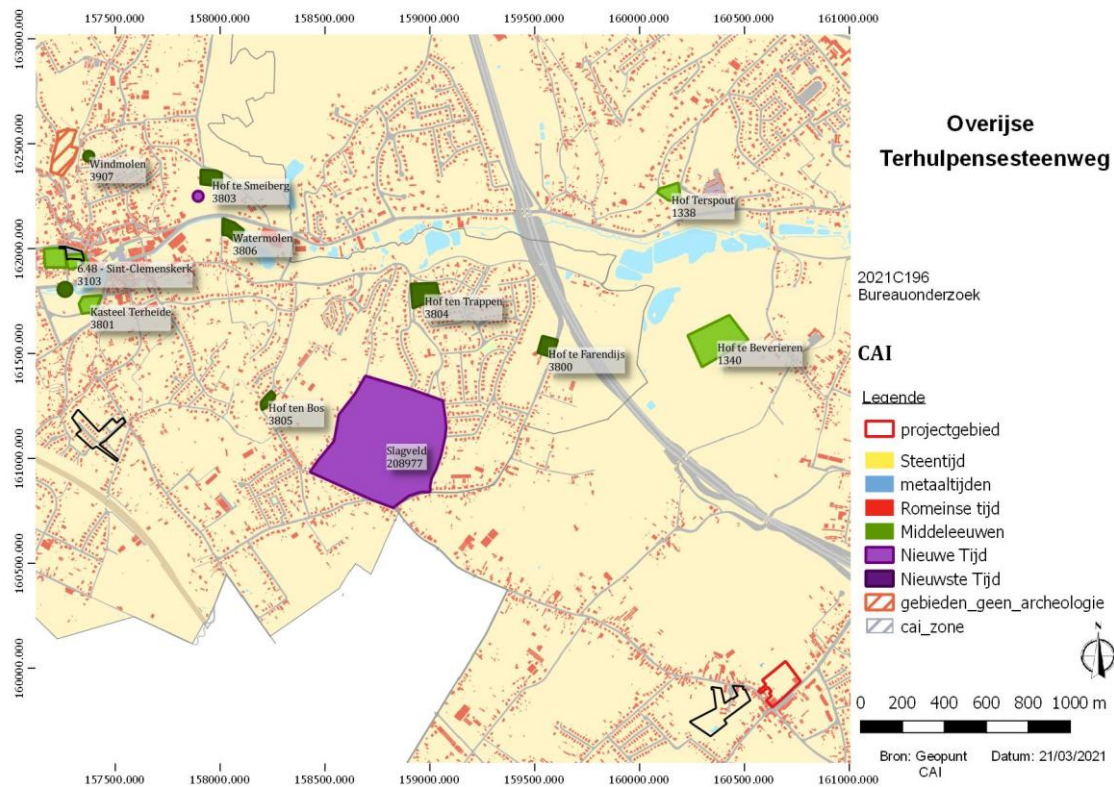 157500.000 158000.000 158500.000 159000.000 159500.000 160000.000 160500.000 161000.000
163000.000
162500.000
162000.000
161500.000
161000.000
160500.000
160000.000
Windmolen
3907
Hof te Smeiberg
3803
Watermolen
3806
6.48 - Sint-Clemenskerk
3103
Kasteel Terheide
3801
Hof ten Trappen
3804
Hof te Farendijs
3800
Hof ten Bos
3805
Slagveld
208977
Hof Terspout
1338
Hof te Beverieren
1340
157500.000 158000.000 158500.000 159000.000 159500.000 160000.000 160500.000 161000.000
Overijse
Terhulpensesteenweg
2021C196
Bureauonderzoek
CAI
Legende
projectgebied
Steentijd
metaaltijden
Romeinse tijd
Middeleeuwen
Nieuwe Tijd
Nieuwste Tijd
gebieden_geen_archeologie
cai_zone
N
0 200 400 600 800 1000 m
Bron: Geopunt Datum: 21/03/2021
CAI